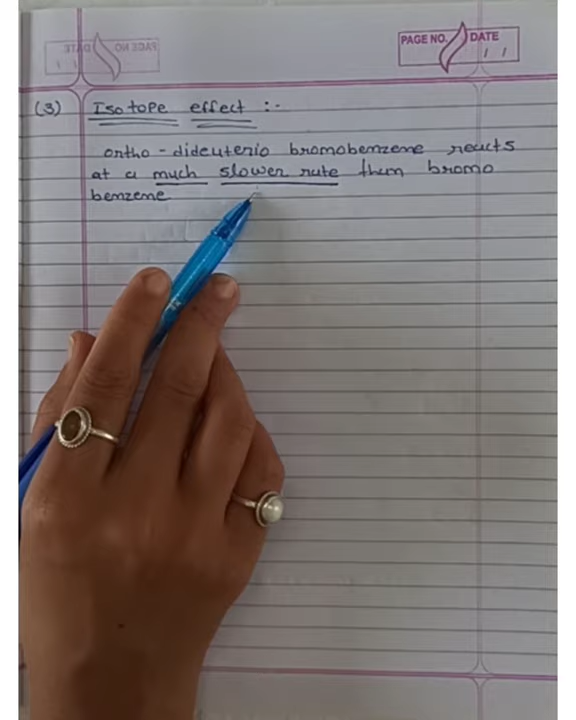 PAGE NO. DATE
/ /
(3) Isotope effect :-
ortho - dideuterio bromobenzene reacts
at a much slower rate than bromo
benzene